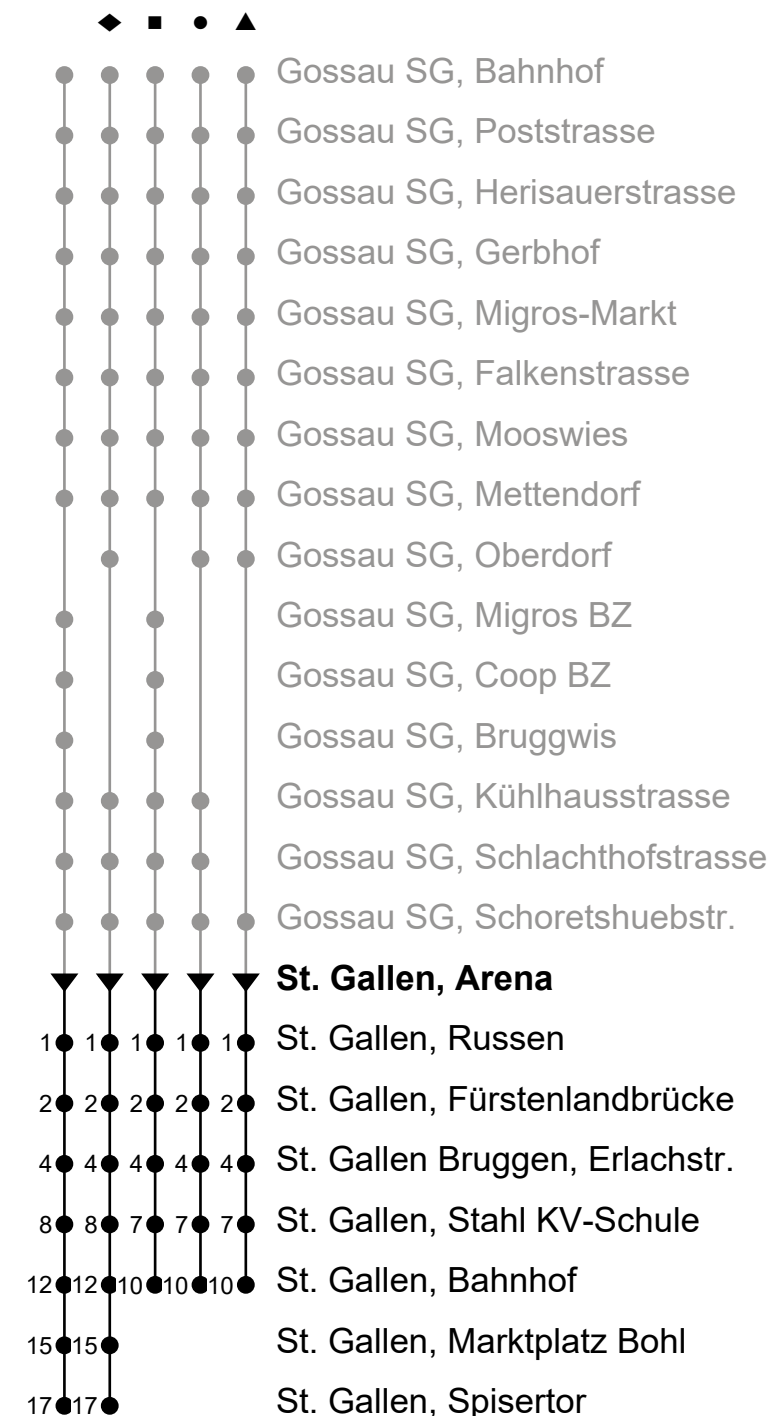 ◆ ■ ● ▲
Gossau SG, Bahnhof
Gossau SG, Poststrasse
Gossau SG, Herisauerstrasse
Gossau SG, Gerbhof
Gossau SG, Migros-Markt
Gossau SG, Falkenstrasse
Gossau SG, Mooswies
Gossau SG, Mettendorf
Gossau SG, Oberdorf
Gossau SG, Migros BZ
Gossau SG, Coop BZ
Gossau SG, Bruggwis
Gossau SG, Kühlhausstrasse
Gossau SG, Schlachthofstrasse
Gossau SG, Schoretshuebstr.
St. Gallen, Arena
1 1 1 1 1 St. Gallen, Russen
2 2 2 2 2 St. Gallen, Fürstenlandbrücke
4 4 4 4 4 St. Gallen Bruggen, Erlachstr.
8 8 7 7 7 St. Gallen, Stahl KV-Schule
12 12 10 10 10 St. Gallen, Bahnhof
15 15 St. Gallen, Marktplatz Bohl
17 17 St. Gallen, Spisertor